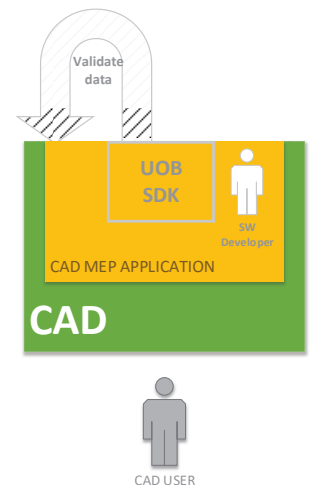 Validate
data
UOB
SDK
SW
Developer
CAD MEP APPLICATION
CAD
CAD USER